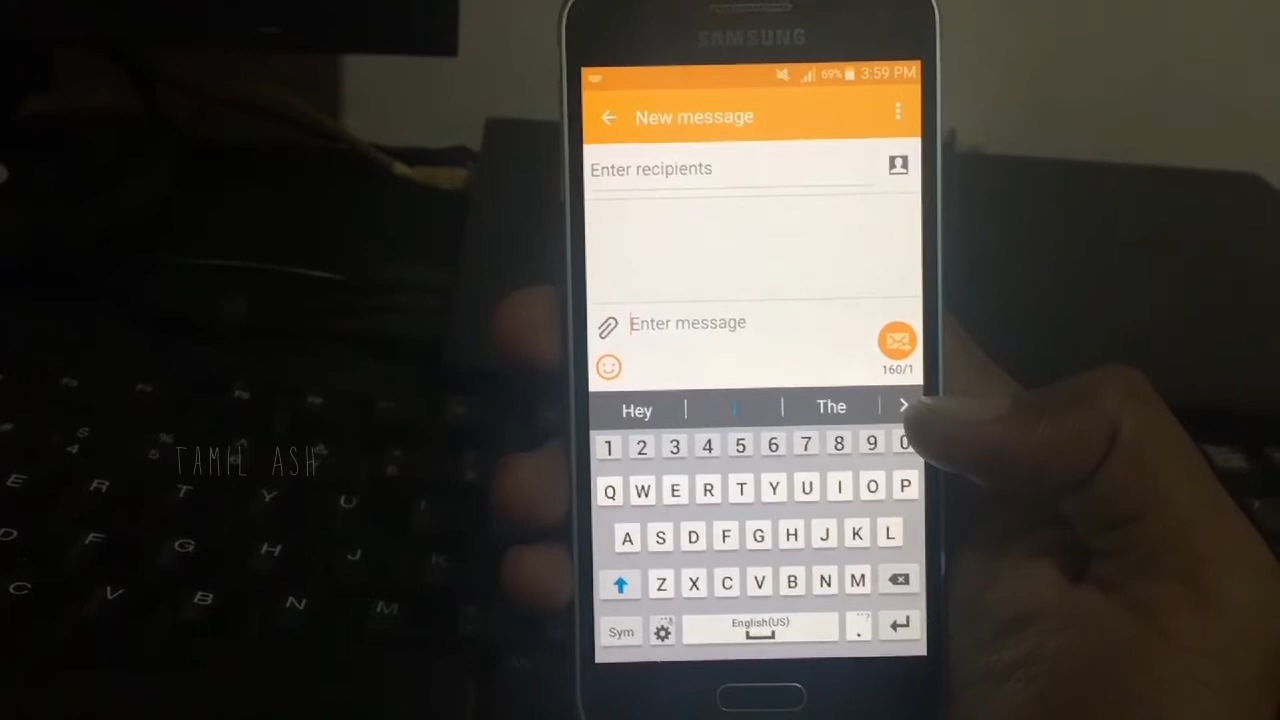 SAMSUNG
69% 3:59 PM
New message
Enter recipients
Enter message
160/1
Hey I The
1 2 3 4 5 6 7 8 9 0
Q W E R T Y U I O P
A S D F G H J K L
Z X C V B N M
Sym English(US) .
TAMIL ASH
E R T Y U I
D F G H J K
C V B N M